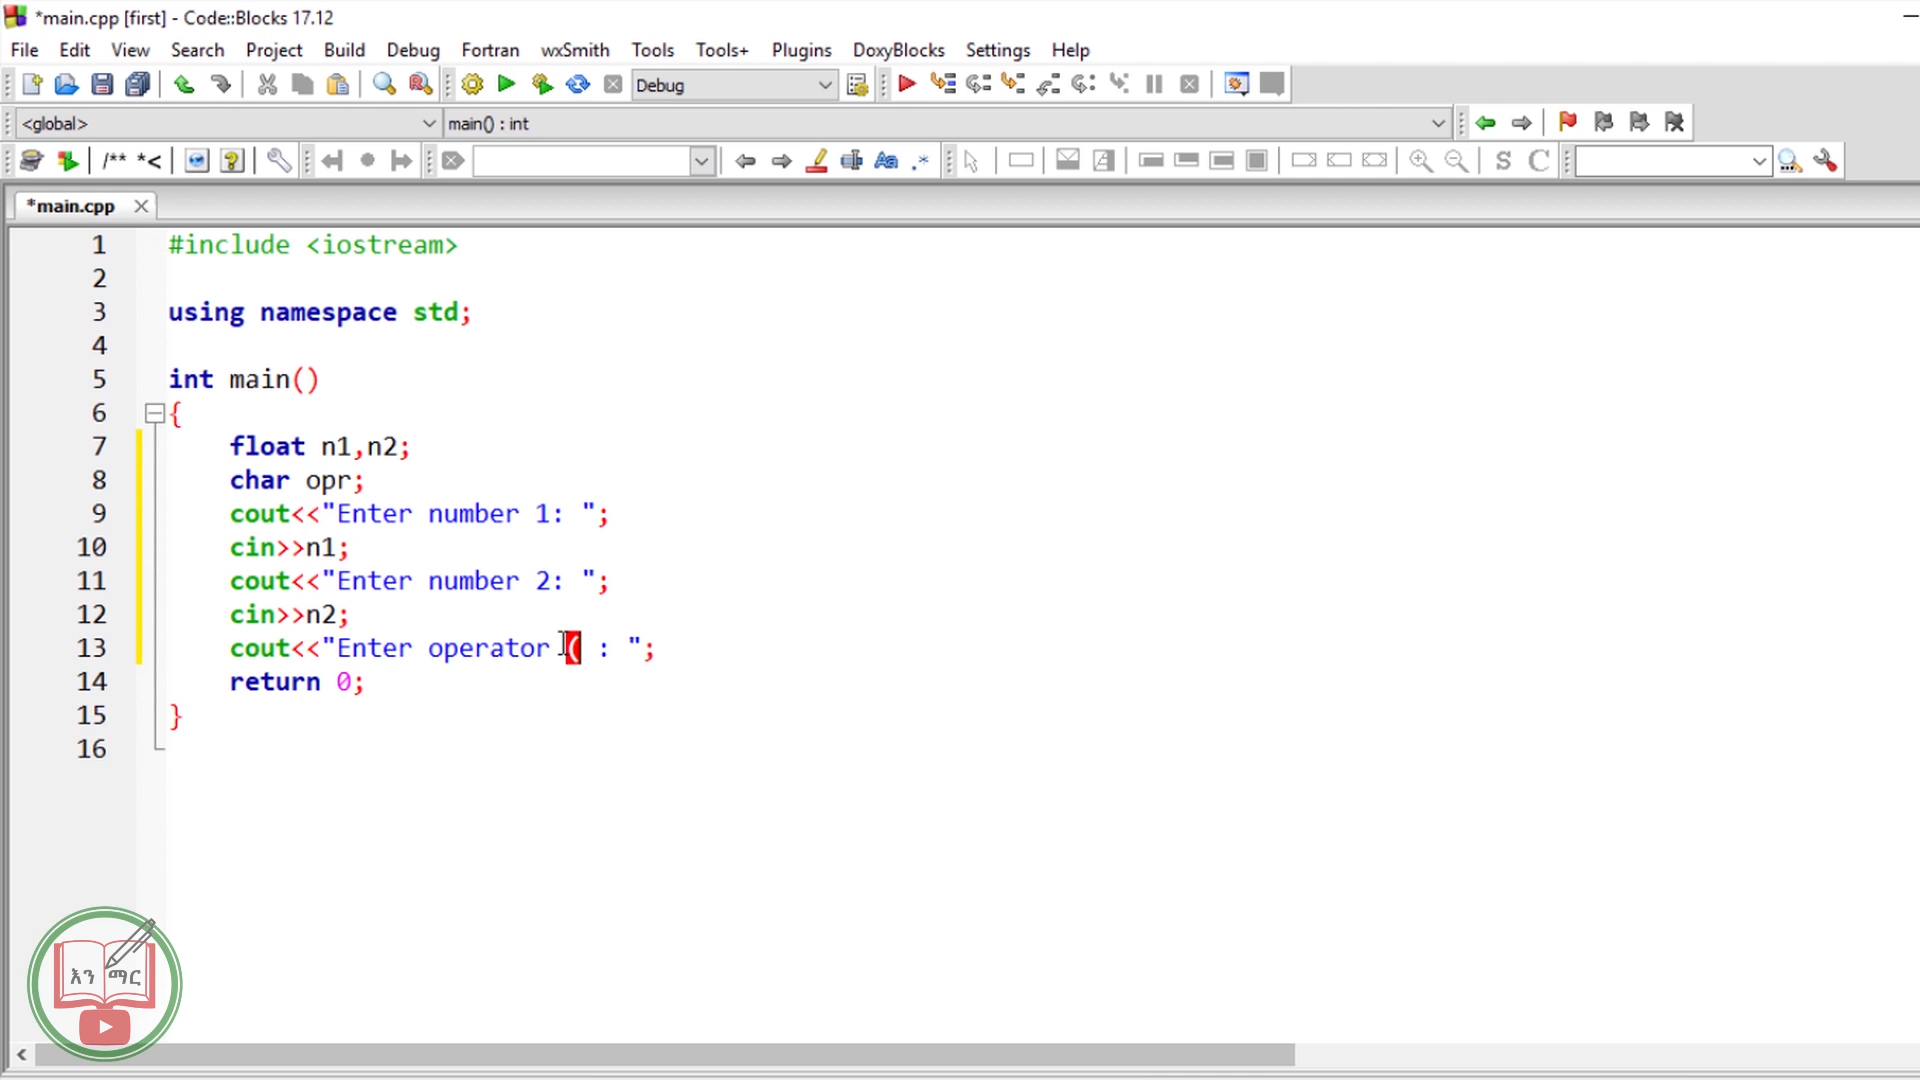 *main.cpp [first] - Code::Blocks 17.12
File Edit View Search Project Build Debug Fortran wxSmith Tools Tools+ Plugins DoxyBlocks Settings Help
Debug
<global> main() : int
/** *< Aa .* S C
*main.cpp
1 #include <iostream>
2
3 using namespace std;
4
5 int main()
6 {
7 float n1,n2;
8 char opr;
9 cout<<"Enter number 1: ";
10 cin>>n1;
11 cout<<"Enter number 2: ";
12 cin>>n2;
13 cout<<"Enter operator ( : ";
14 return 0;
15 }
16
እን ማር